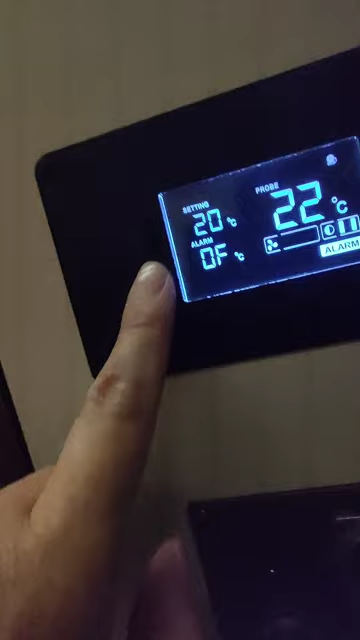 SETTING
20 °C
PROBE
22 °C
ALARM
OF °C
ALARM